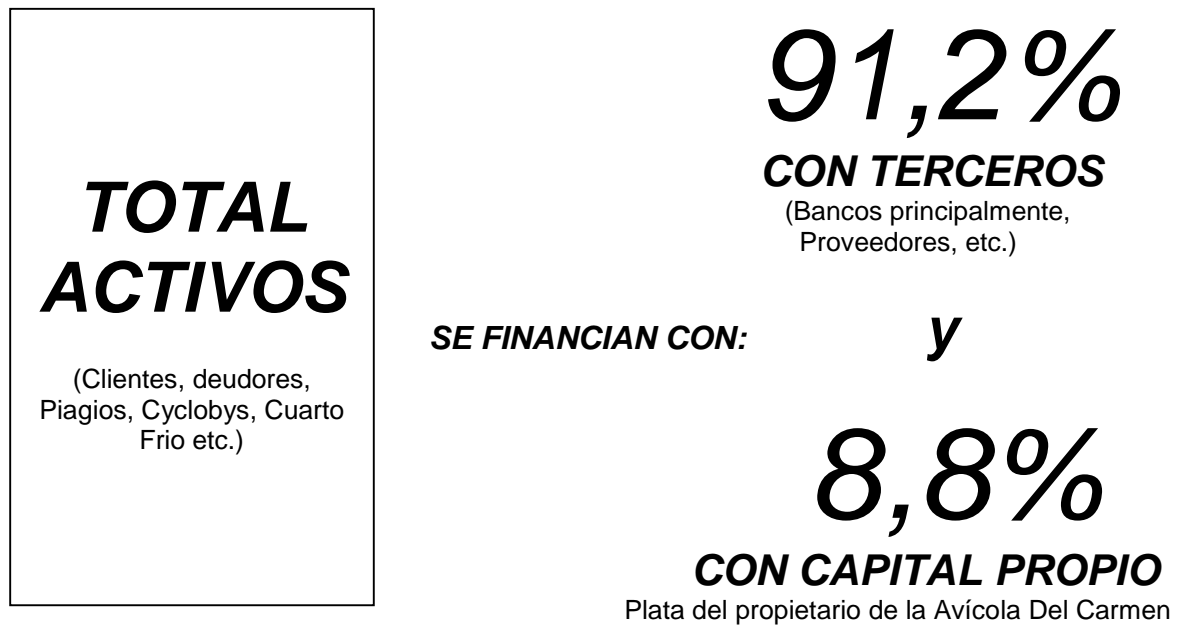 TOTAL
ACTIVOS
(Clientes, deudores,
Piagios, Cyclobys, Cuarto
Frio etc.)
SE FINANCIAN CON:
91,2%
CON TERCEROS
(Bancos principalmente,
Proveedores, etc.)
y
8,8%
CON CAPITAL PROPIO
Plata del propietario de la Avícola Del Carmen